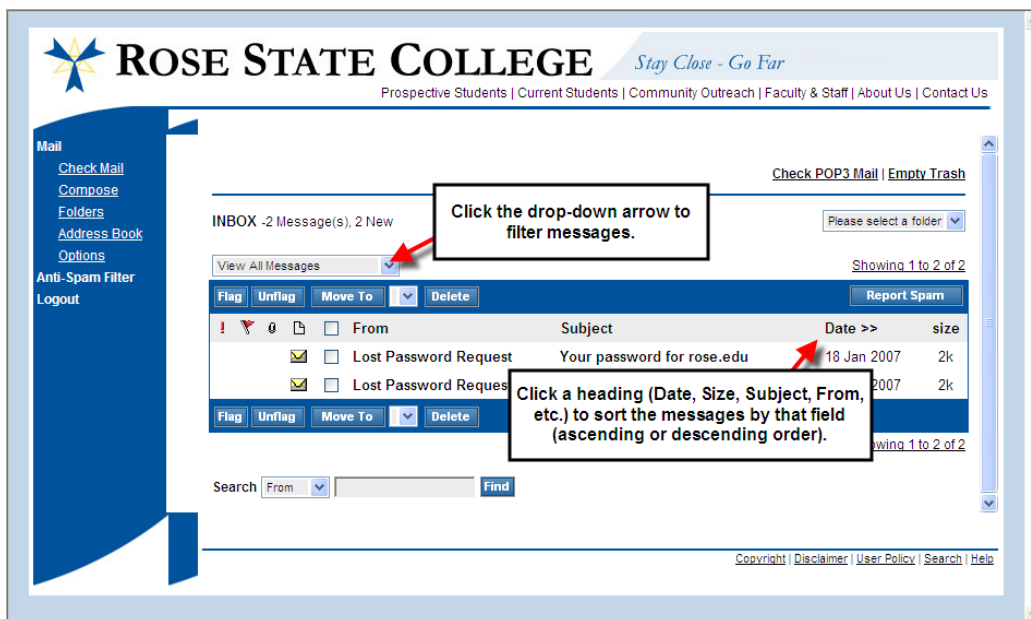 ROSE STATE COLLEGE
Stay Close - Go Far
Prospective Students | Current Students | Community Outreach | Faculty & Staff | About Us | Contact Us
Mail
Check Mail
Compose
Folders
Address Book
Options
Anti-Spam Filter
Logout
Check POP3 Mail | Empty Trash
INBOX -2 Message(s), 2 New
Click the drop-down arrow to
filter messages.
Please select a folder
View All Messages
Showing 1 to 2 of 2
Flag Unflag Move To Delete Report Spam
! From Subject Date >> size
Lost Password Request Your password for rose.edu 18 Jan 2007 2k
Lost Password Reques 2007 2k
Click a heading (Date, Size, Subject, From,
etc.) to sort the messages by that field
(ascending or descending order).
Flag Unflag Move To Delete
wing 1 to 2 of 2
Search From Find
Copyright | Disclaimer | User Policy | Search | Help